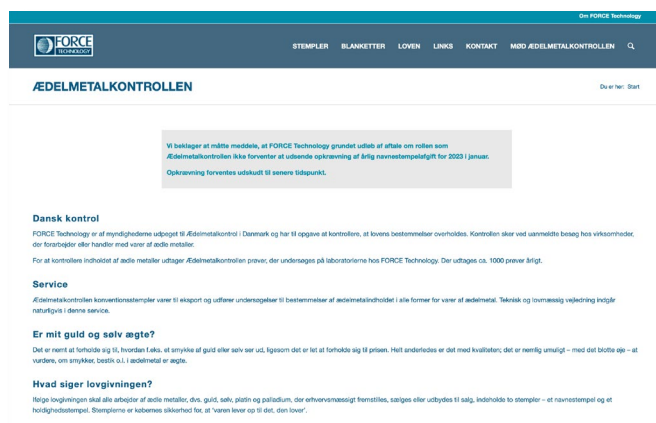 Om FORCE Technology
FORCE
TECHNOLOGY
STEMPLER BLANKETTER LOVEN LINKS KONTAKT MØD ÆDELMETALKONTROLLEN
ÆDELMETALKONTROLLEN
Du er her: Start
Vi beklager at måtte meddele, at FORCE Technology grundet udløb af aftale om rollen som
Ædelmetalkontrollen ikke forventer at udsende opkrævning af årlig navnestempelafgift for 2023 i januar.
Opkrævning forventes udskudt til senere tidspunkt.
Dansk kontrol
FORCE Technology er af myndighederne udpeget til Ædelmetalkontrol i Danmark og har til opgave at kontrollere, at lovens bestemmelser overholdes. Kontrollen sker ved uanmeldte besøg hos virksomheder,
der forarbejder eller handler med varer af ædle metaller.
For at kontrollere indholdet af ædle metaller udtager Ædelmetalkontrollen prøver, der undersøges på laboratorierne hos FORCE Technology. Der udtages ca. 1000 prøver årligt.
Service
Ædelmetalkontrollen konventionsstempler varer til eksport og udfører undersøgelser til bestemmelser af ædelmetalindholdet i alle former for varer af ædelmetal. Teknisk og lovmæssig vejledning indgår
naturligvis i denne service.
Er mit guld og sølv ægte?
Det er nemt at forholde sig til, hvordan f.eks. et smykke af guld eller sølv ser ud, ligesom det er let at forholde sig til prisen. Helt anderledes er det med kvaliteten; det er nemlig umuligt – med det blotte øje – at
vurdere, om smykker, bestik o.l. i ædelmetal er ægte.
Hvad siger lovgivningen?
Ifølge lovgivningen skal alle arbejder af ædle metaller, dvs. guld, sølv, platin og palladium, der erhvervsmæssigt fremstilles, sælges eller udbydes til salg, indeholde to stempler – et navnestempel og et
holdighedsstempel. Stemplerne er købernes sikkerhed for, at 'varen lever op til det, den lover'.